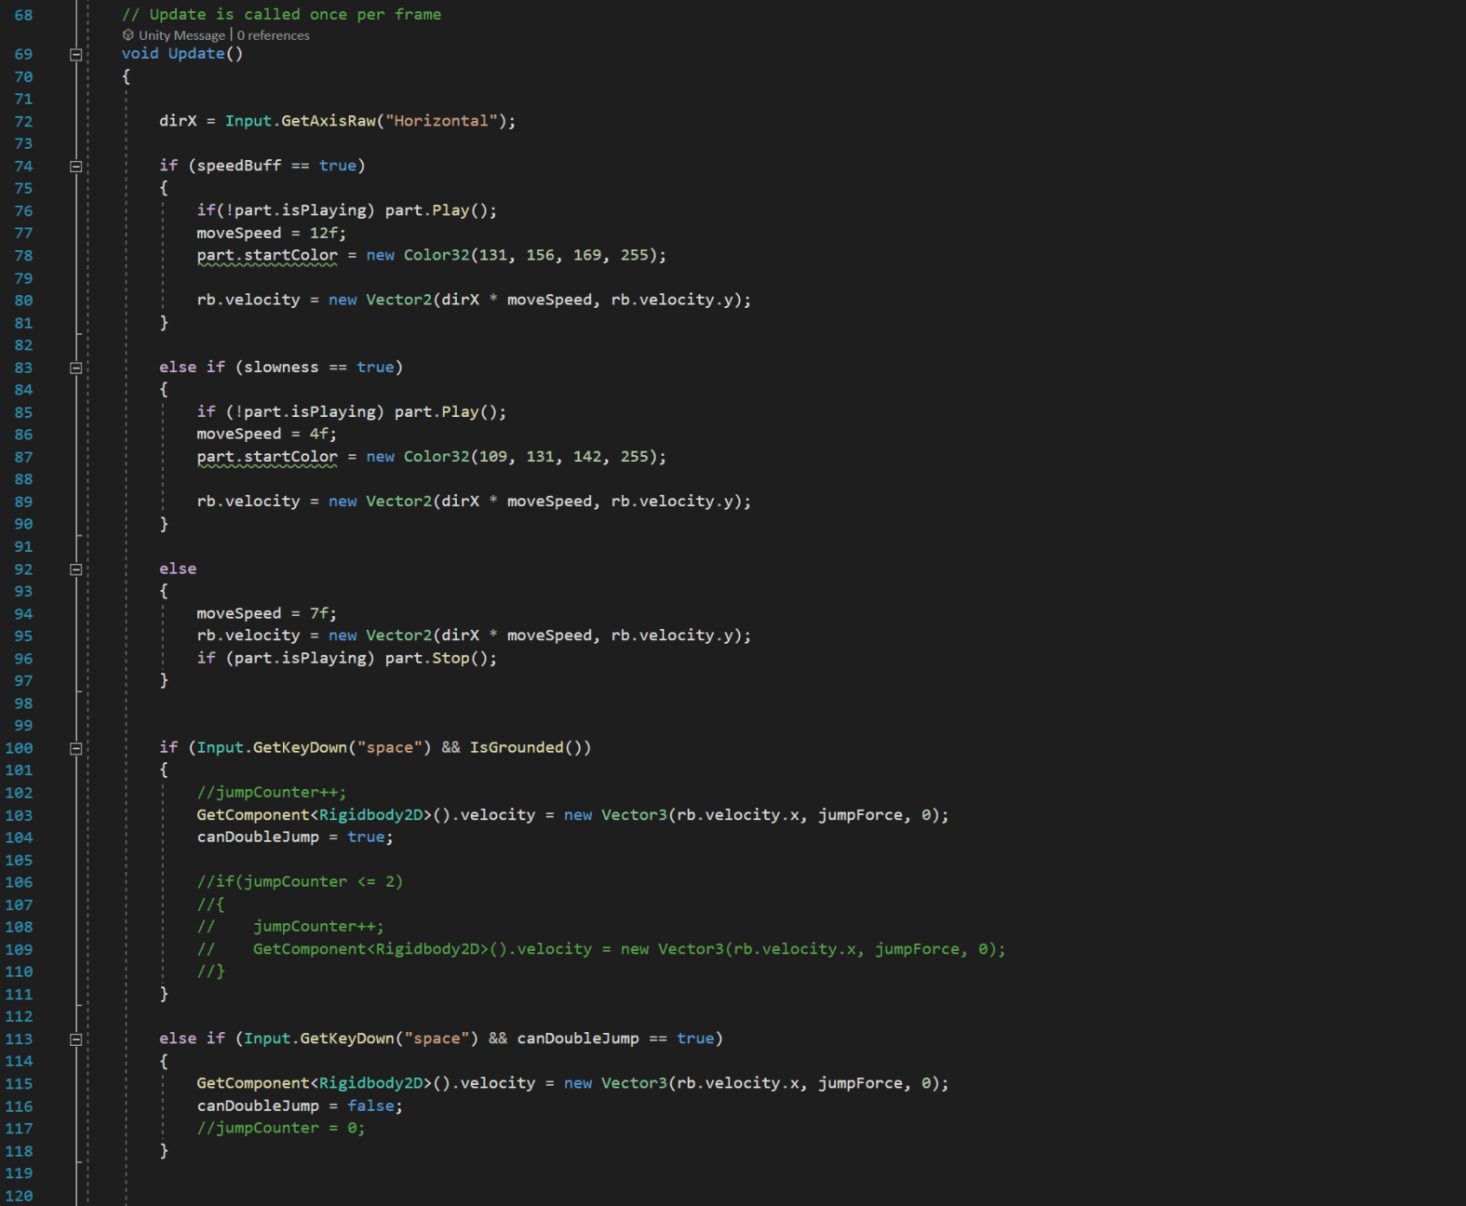 68 // Update is called once per frame
Unity Message | 0 references
69 void Update()
70 {
71
72 dirX = Input.GetAxisRaw("Horizontal");
73
74 if (speedBuff == true)
75 {
76 if(!part.isPlaying) part.Play();
77 moveSpeed = 12f;
78 part.startColor = new Color32(131, 156, 169, 255);
79
80 rb.velocity = new Vector2(dirX * moveSpeed, rb.velocity.y);
81 }
82
83 else if (slowness == true)
84 {
85 if (!part.isPlaying) part.Play();
86 moveSpeed = 4f;
87 part.startColor = new Color32(109, 131, 142, 255);
88
89 rb.velocity = new Vector2(dirX * moveSpeed, rb.velocity.y);
90 }
91
92 else
93 {
94 moveSpeed = 7f;
95 rb.velocity = new Vector2(dirX * moveSpeed, rb.velocity.y);
96 if (part.isPlaying) part.Stop();
97 }
98
99
100 if (Input.GetKeyDown("space") && IsGrounded())
101 {
102 //jumpCounter++;
103 GetComponent<Rigidbody2D>().velocity = new Vector3(rb.velocity.x, jumpForce, 0);
104 canDoubleJump = true;
105
106 //if(jumpCounter <= 2)
107 //{
108 // jumpCounter++;
109 // GetComponent<Rigidbody2D>().velocity = new Vector3(rb.velocity.x, jumpForce, 0);
110 //}
111 }
112
113 else if (Input.GetKeyDown("space") && canDoubleJump == true)
114 {
115 GetComponent<Rigidbody2D>().velocity = new Vector3(rb.velocity.x, jumpForce, 0);
116 canDoubleJump = false;
117 //jumpCounter = 0;
118 }
119
120